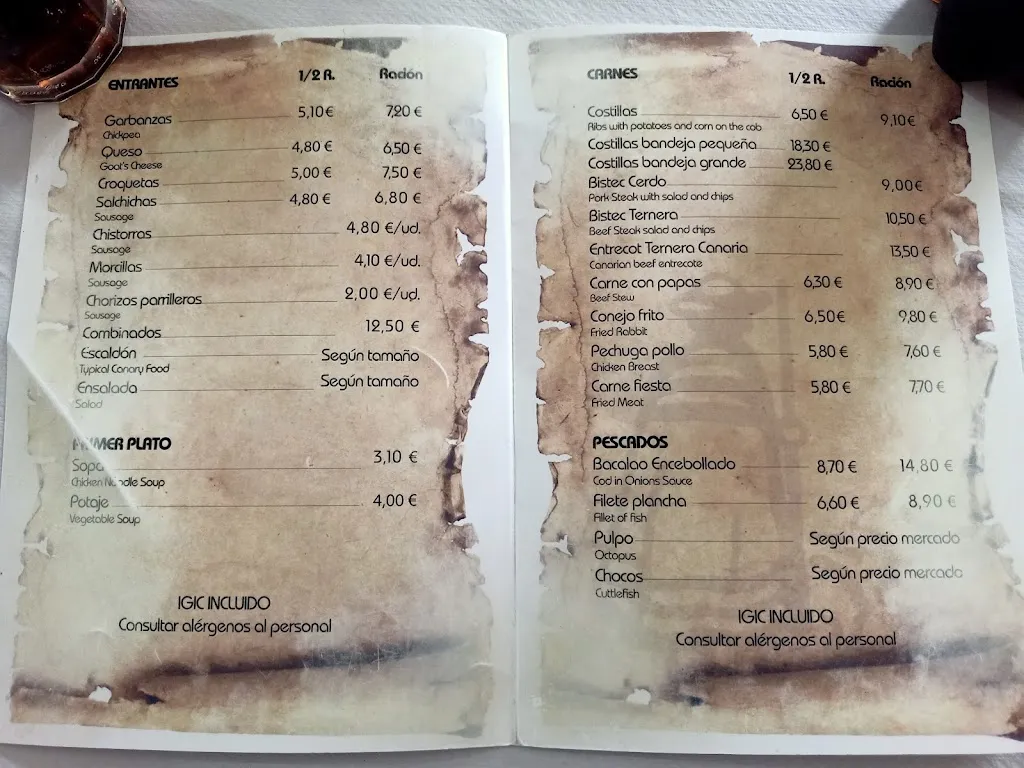 ENTRANTES 1/2 R. Ración
Garbanzas 5,10 € 7,20 €
Chickpea
Queso 4,80 € 6,50 €
Goat's Cheese
Croquetas 5,00 € 7,50 €
Salchichas 4,80 € 6,80 €
Sausage
Chistorras 4,80 €/ud.
Sausage
Morcillas 4,10 €/ud.
Sausage
Chorizos parrilleros 2,00 €/ud.
Sausage
Combinados 12,50 €
Escaldón Según tamaño
Typical Canary Food
Ensalada Según tamaño
Salad
PRIMER PLATO
Sopa 3,10 €
Chicken Noodle Soup
Potaje 4,00 €
Vegetable Soup
IGIC INCLUIDO
Consultar alérgenos al personal
CARNES 1/2 R. Ración
Costillas 6,50 € 9,10 €
Ribs with potatoes and corn on the cob
Costillas bandeja pequeña 18,30 €
Costillas bandeja grande 23,80 €
Bistec Cerdo 9,00 €
Pork Steak with salad and chips
Bistec Ternera 10,50 €
Beef Steak salad and chips
Entrecot Ternera Canaria 13,50 €
Canarian beef entrecote
Carne con papas 6,30 € 8,90 €
Beef Stew
Conejo frito 6,50 € 9,80 €
Fried Rabbit
Pechuga pollo 5,80 € 7,60 €
Chicken Breast
Carne fiesta 5,80 € 7,70 €
Fried Meat
PESCADOS
Bacalao Encebollado 8,70 € 14,80 €
Cod in Onions Sauce
Filete plancha 6,60 € 8,90 €
Fillet of fish
Pulpo Según precio mercado
Octopus
Chocos Según precio mercado
Cuttlefish
IGIC INCLUIDO
Consultar alérgenos al personal